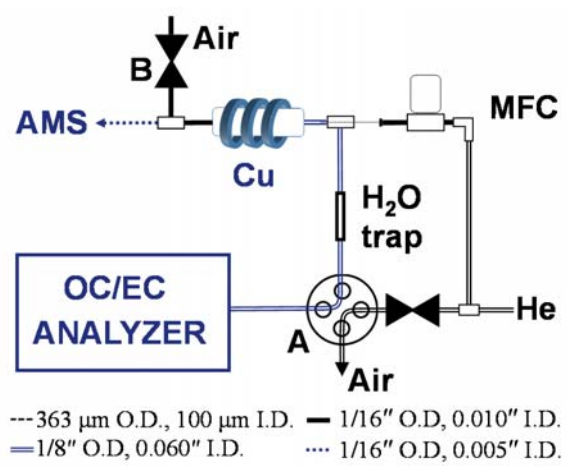 Air
B
AMS
MFC
Cu
H2O
trap
OC/EC
ANALYZER
A
He
Air
---363 μm O.D., 100 μm I.D.
1/16" O.D, 0.010" I.D.
=1/8" O.D, 0.060" I.D.
1/16" O.D, 0.005" I.D.